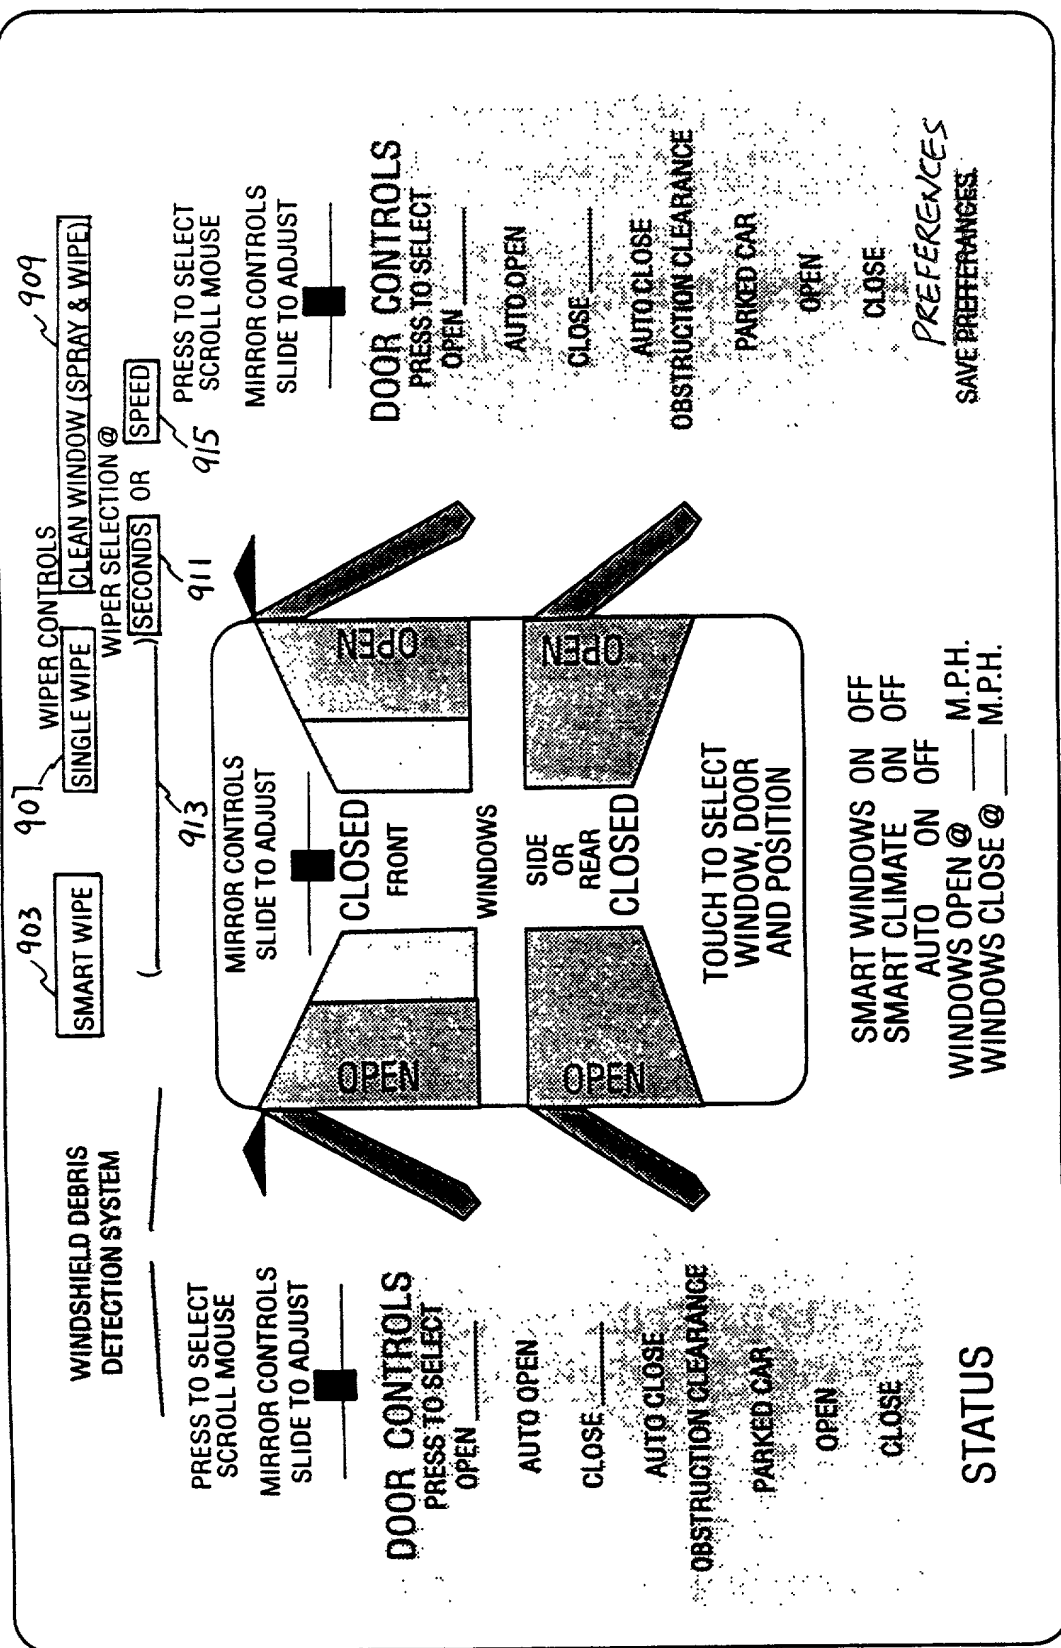 WINDSHIELD DEBRIS
DETECTION SYSTEM
903
SMART WIPE
907
WIPER CONTROLS
SINGLE WIPE
909
CLEAN WINDOW (SPRAY & WIPE)
WIPER SELECTION @
SECONDS OR SPEED
913
911
915
PRESS TO SELECT
SCROLL MOUSE
MIRROR CONTROLS
SLIDE TO ADJUST
DOOR CONTROLS
PRESS TO SELECT
OPEN
AUTO OPEN
CLOSE
AUTO CLOSE
OBSTRUCTION CLEARANCE
PARKED CAR
OPEN
CLOSE
STATUS
MIRROR CONTROLS
SLIDE TO ADJUST
CLOSED
FRONT
OPEN
OPEN
WINDOWS
SIDE
OR
REAR
CLOSED
OPEN
OPEN
TOUCH TO SELECT
WINDOW, DOOR
AND POSITION
SMART WINDOWS ON OFF
SMART CLIMATE ON OFF
AUTO ON OFF
WINDOWS OPEN @ ___ M.P.H.
WINDOWS CLOSE @ ___ M.P.H.
PRESS TO SELECT
SCROLL MOUSE
MIRROR CONTROLS
SLIDE TO ADJUST
DOOR CONTROLS
PRESS TO SELECT
OPEN
AUTO OPEN
CLOSE
AUTO CLOSE
OBSTRUCTION CLEARANCE
PARKED CAR
OPEN
CLOSE
PREFERENCES
SAVE PREFFERANCES.